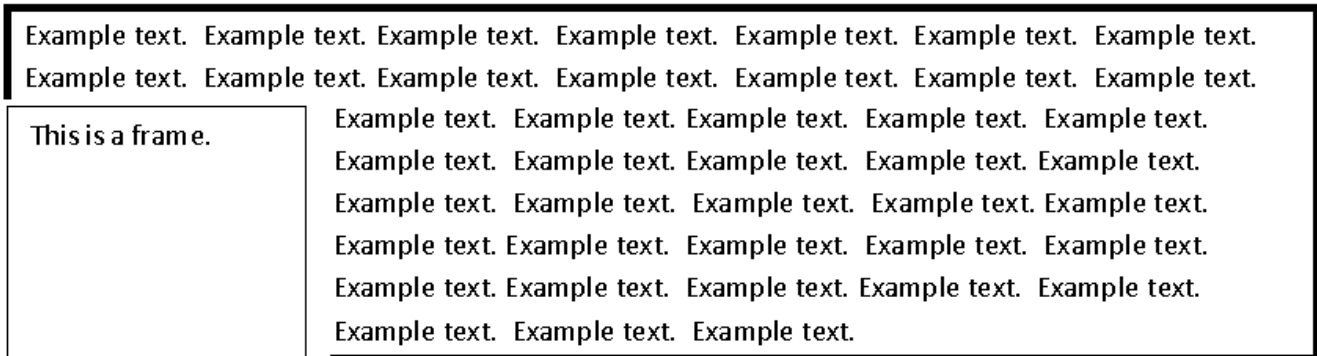 Example text.  Example text. Example text.  Example text.  Example text.  Example text.  Example text.
Example text.  Example text. Example text.  Example text.  Example text.  Example text.  Example text.
This is a frame.
Example text.  Example text. Example text.  Example text.  Example text.
Example text.  Example text. Example text.  Example text. Example text.
Example text.  Example text.  Example text.  Example text. Example text.
Example text. Example text.  Example text.  Example text.  Example text.
Example text. Example text.  Example text. Example text.  Example text.
Example text.  Example text.  Example text.